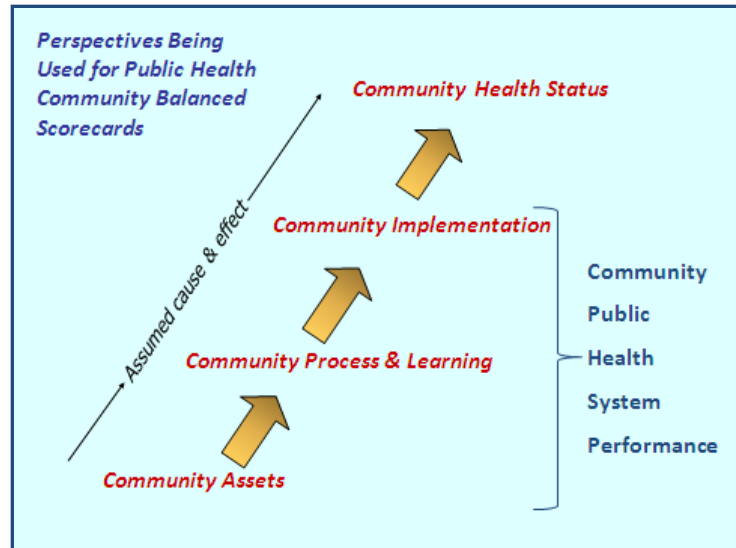 Perspectives Being
Used for Public Health
Community Balanced
Scorecards
Community Health Status
Assumed cause & effect
Community Implementation
Community Process & Learning
Community Assets
Community
Public
Health
System
Performance